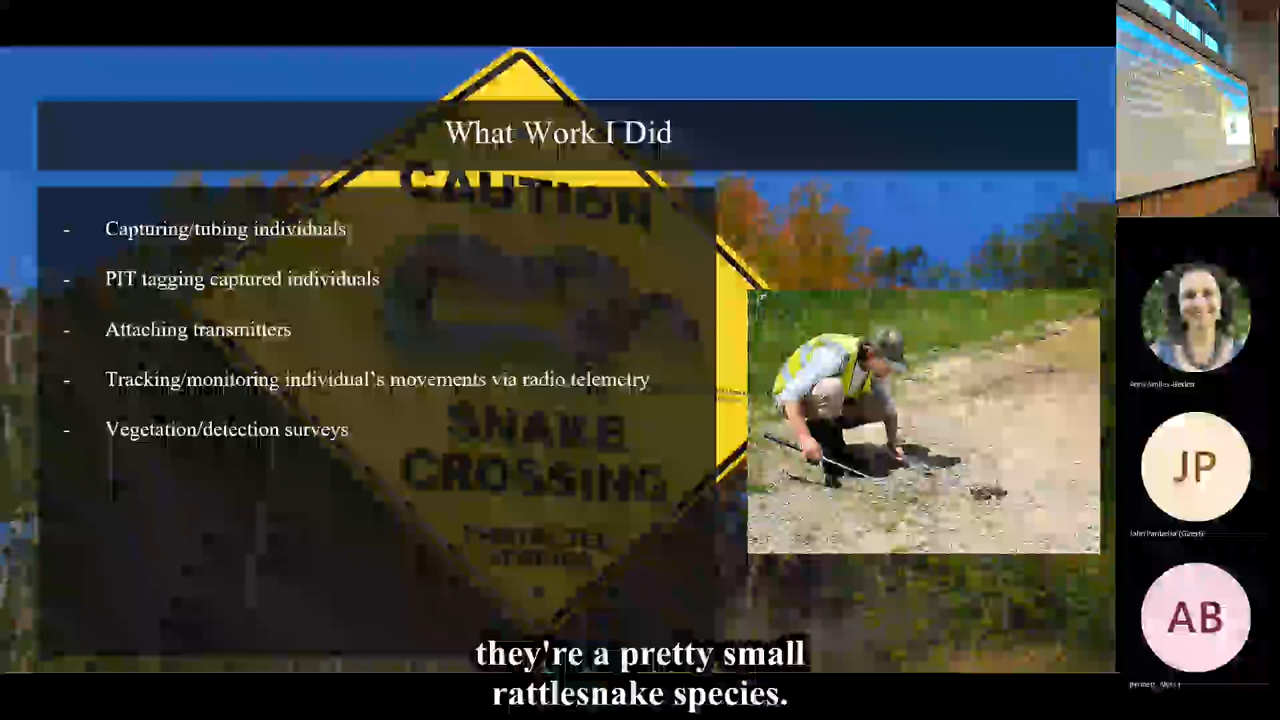 What Work I Did
CAUTION
- Capturing/tubing individuals
- PIT tagging captured individuals
- Attaching transmitters
- Tracking/monitoring individual's movements via radio telemetry
- Vegetation/detection surveys
SNAKE
CROSSING
they're a pretty small
rattlesnake species.
JP
AB